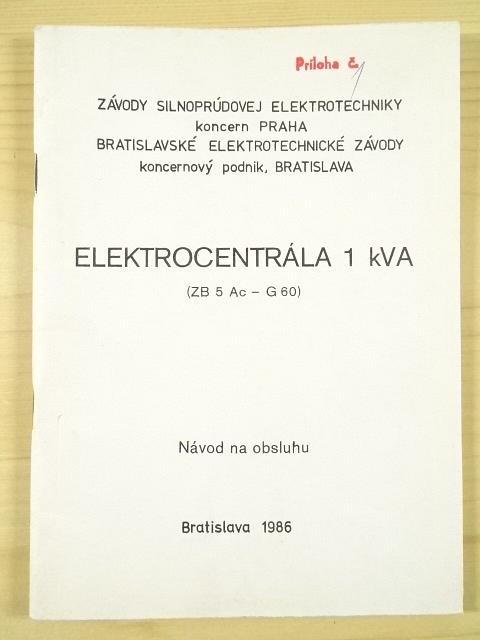 Príloha č.
ZÁVODY SILNOPRÚDOVEJ ELEKTROTECHNIKY
koncern PRAHA
BRATISLAVSKÉ ELEKTROTECHNICKÉ ZÁVODY
koncernový podnik, BRATISLAVA
ELEKTROCENTRÁLA 1 kVA
(ZB 5 Ac – G 60)
Návod na obsluhu
Bratislava 1986